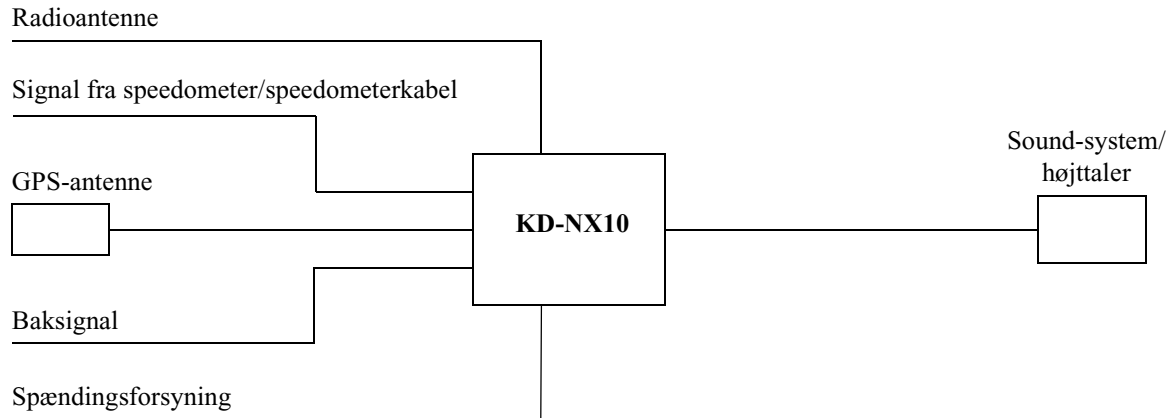 Radioantenne
Signal fra speedometer/speedometerkabel
Sound-system/
højttaler
GPS-antenne
KD-NX10
Baksignal
Spændingsforsyning